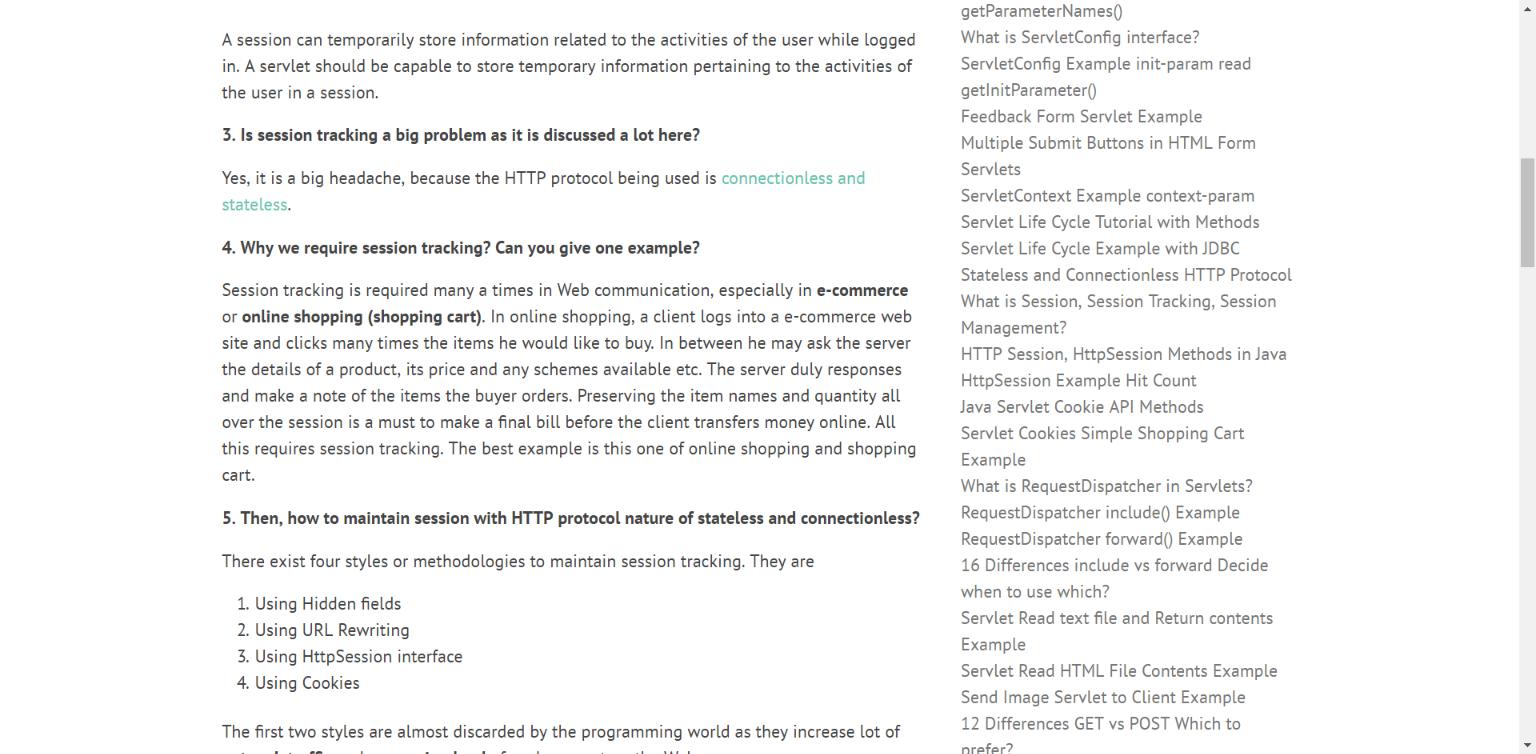 A session can temporarily store information related to the activities of the user while logged
in. A servlet should be capable to store temporary information pertaining to the activities of
the user in a session.
3. Is session tracking a big problem as it is discussed a lot here?
Yes, it is a big headache, because the HTTP protocol being used is connectionless and
stateless.
4. Why we require session tracking? Can you give one example?
Session tracking is required many a times in Web communication, especially in e-commerce
or online shopping (shopping cart). In online shopping, a client logs into a e-commerce web
site and clicks many times the items he would like to buy. In between he may ask the server
the details of a product, its price and any schemes available etc. The server duly responses
and make a note of the items the buyer orders. Preserving the item names and quantity all
over the session is a must to make a final bill before the client transfers money online. All
this requires session tracking. The best example is this one of online shopping and shopping
cart.
5. Then, how to maintain session with HTTP protocol nature of stateless and connectionless?
There exist four styles or methodologies to maintain session tracking. They are
1. Using Hidden fields
2. Using URL Rewriting
3. Using HttpSession interface
4. Using Cookies
The first two styles are almost discarded by the programming world as they increase lot of
getParameterNames()
What is ServletConfig interface?
ServletConfig Example init-param read
getInitParameter()
Feedback Form Servlet Example
Multiple Submit Buttons in HTML Form
Servlets
ServletContext Example context-param
Servlet Life Cycle Tutorial with Methods
Servlet Life Cycle Example with JDBC
Stateless and Connectionless HTTP Protocol
What is Session, Session Tracking, Session
Management?
HTTP Session, HttpSession Methods in Java
HttpSession Example Hit Count
Java Servlet Cookie API Methods
Servlet Cookies Simple Shopping Cart
Example
What is RequestDispatcher in Servlets?
RequestDispatcher include() Example
RequestDispatcher forward() Example
16 Differences include vs forward Decide
when to use which?
Servlet Read text file and Return contents
Example
Servlet Read HTML File Contents Example
Send Image Servlet to Client Example
12 Differences GET vs POST Which to
prefer?